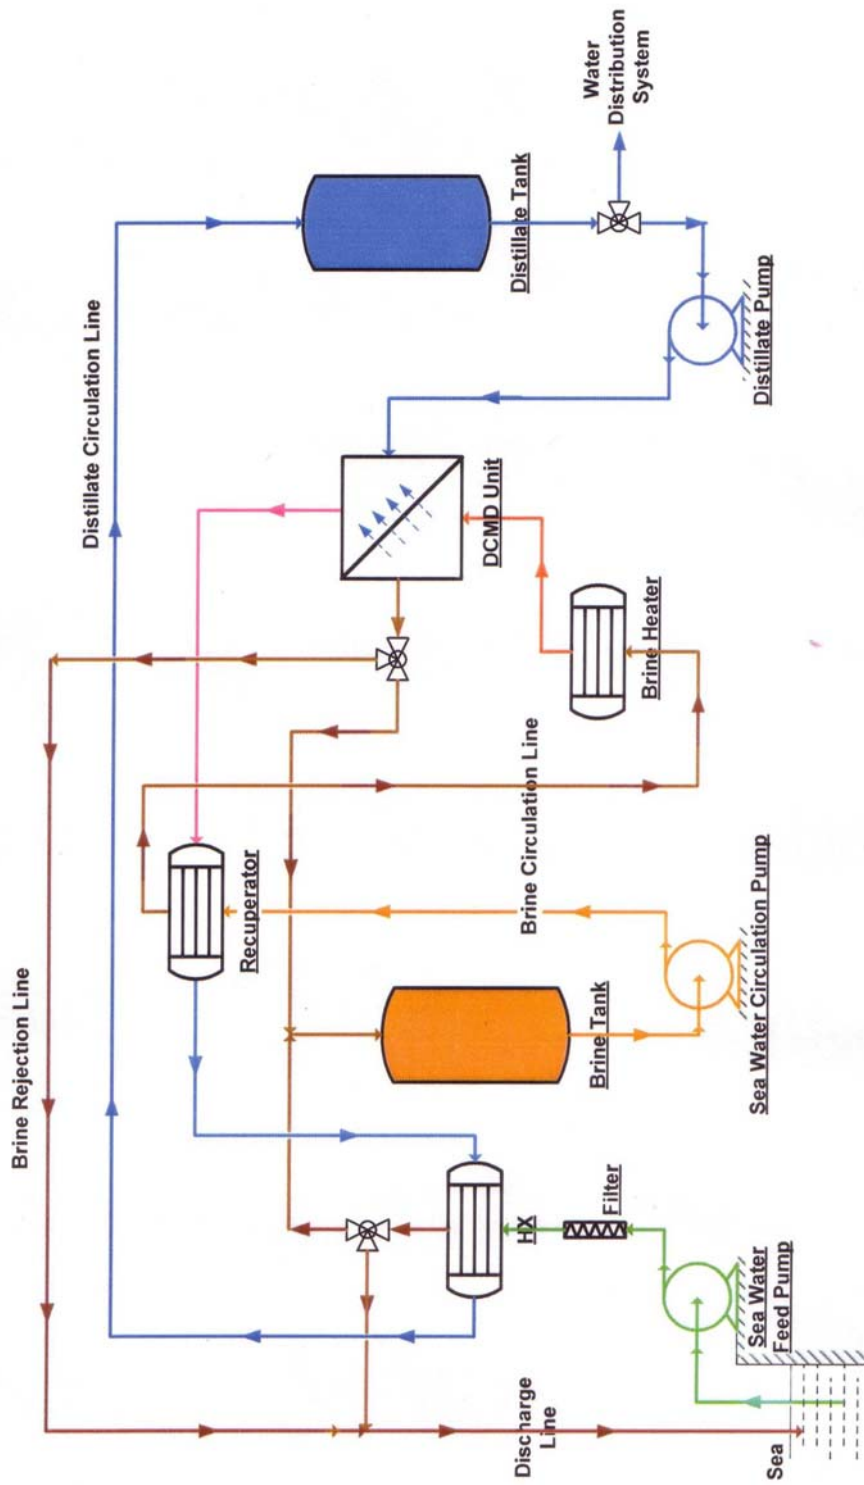 Brine Rejection Line
Distillate Circulation Line
Recuperator
DCMD Unit
Distillate Tank
Water
Distribution
System
HX
Filter
Brine Tank
Brine Circulation Line
Brine Heater
Distillate Pump
Discharge
Line
Sea
Sea Water
Feed Pump
Sea Water Circulation Pump